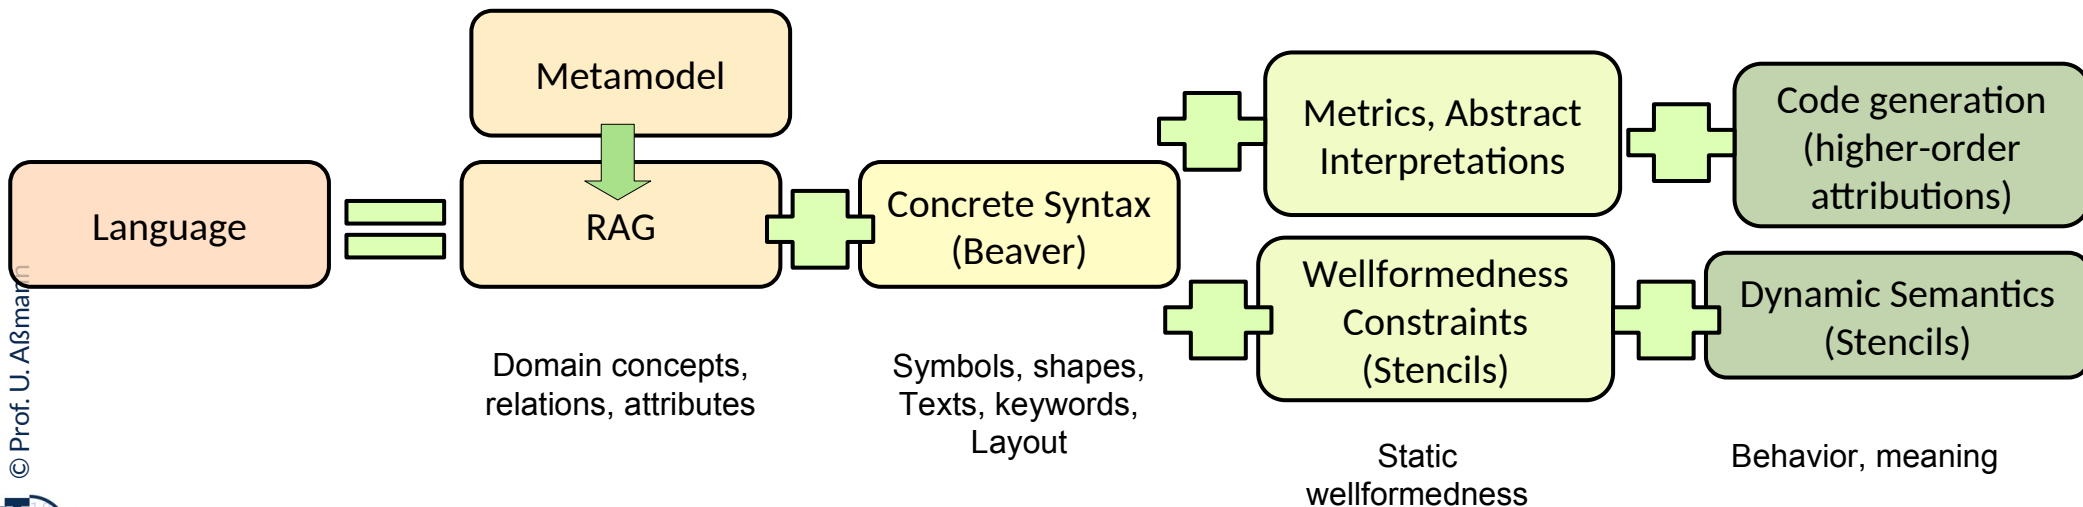 Metamodel
Language
RAG
Concrete Syntax
(Beaver)
Metrics, Abstract
Interpretations
Code generation
(higher-order
attributions)
Wellformedness
Constraints
(Stencils)
Dynamic Semantics
(Stencils)
Domain concepts,
relations, attributes
Symbols, shapes,
Texts, keywords,
Layout
Static
wellformedness
Behavior, meaning
© Prof. U. Aßmann